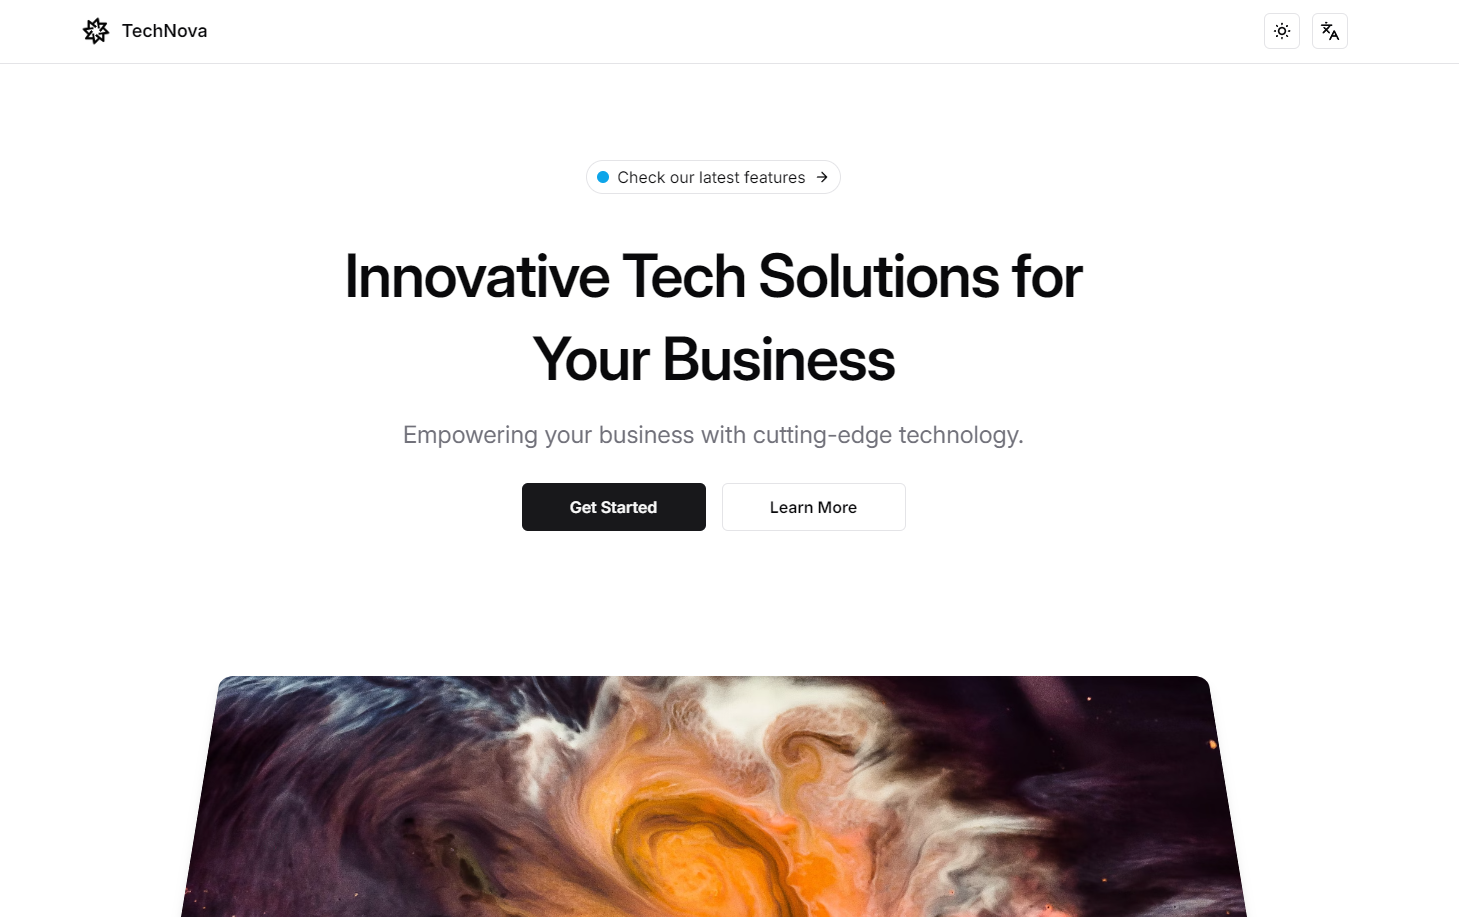 TechNova
Check our latest features
Innovative Tech Solutions for
Your Business
Empowering your business with cutting-edge technology.
Get Started
Learn More